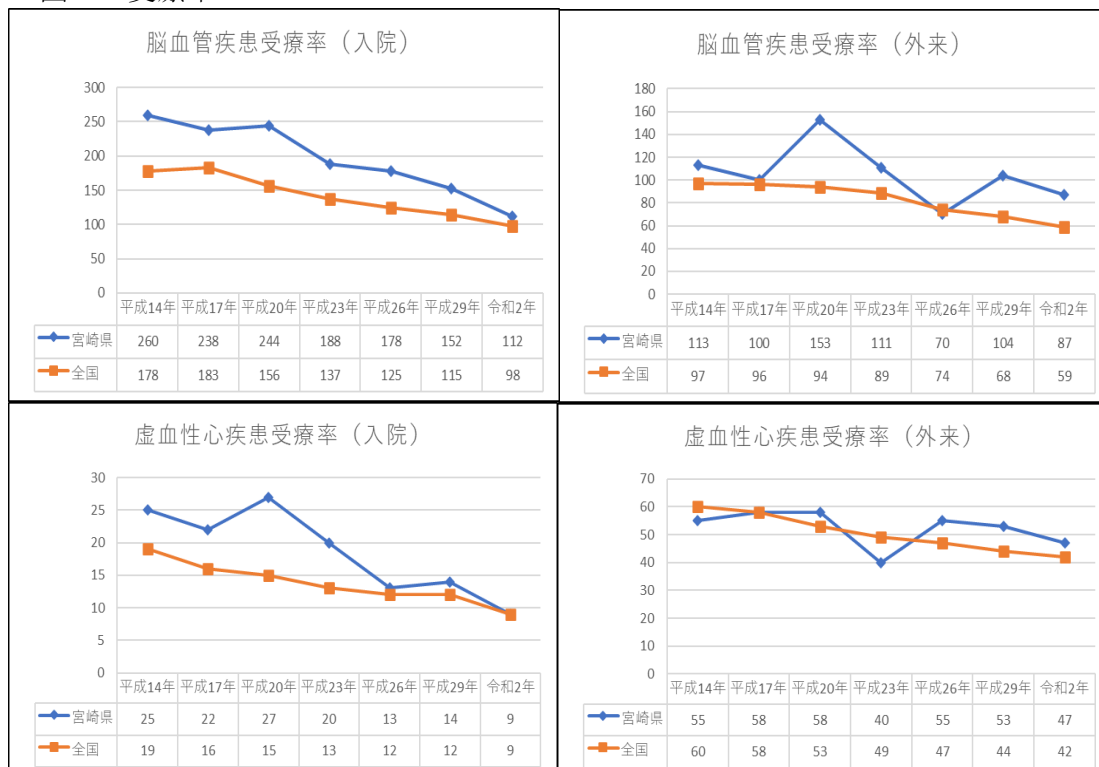 脳血管疾患受療率（入院）
300
250
200
150
100
50
0
平成14年 平成17年 平成20年 平成23年 平成26年 平成29年 令和2年
宮崎県 260 238 244 188 178 152 112
全国 178 183 156 137 125 115 98
脳血管疾患受療率（外来）
180
160
140
120
100
80
60
40
20
0
平成14年 平成17年 平成20年 平成23年 平成26年 平成29年 令和2年
宮崎県 113 100 153 111 70 104 87
全国 97 96 94 89 74 68 59
虚血性心疾患受療率（入院）
30
25
20
15
10
5
0
平成14年 平成17年 平成20年 平成23年 平成26年 平成29年 令和2年
宮崎県 25 22 27 20 13 14 9
全国 19 16 15 13 12 12 9
虚血性心疾患受療率（外来）
70
60
50
40
30
20
10
0
平成14年 平成17年 平成20年 平成23年 平成26年 平成29年 令和2年
宮崎県 55 58 58 40 55 53 47
全国 60 58 53 49 47 44 42